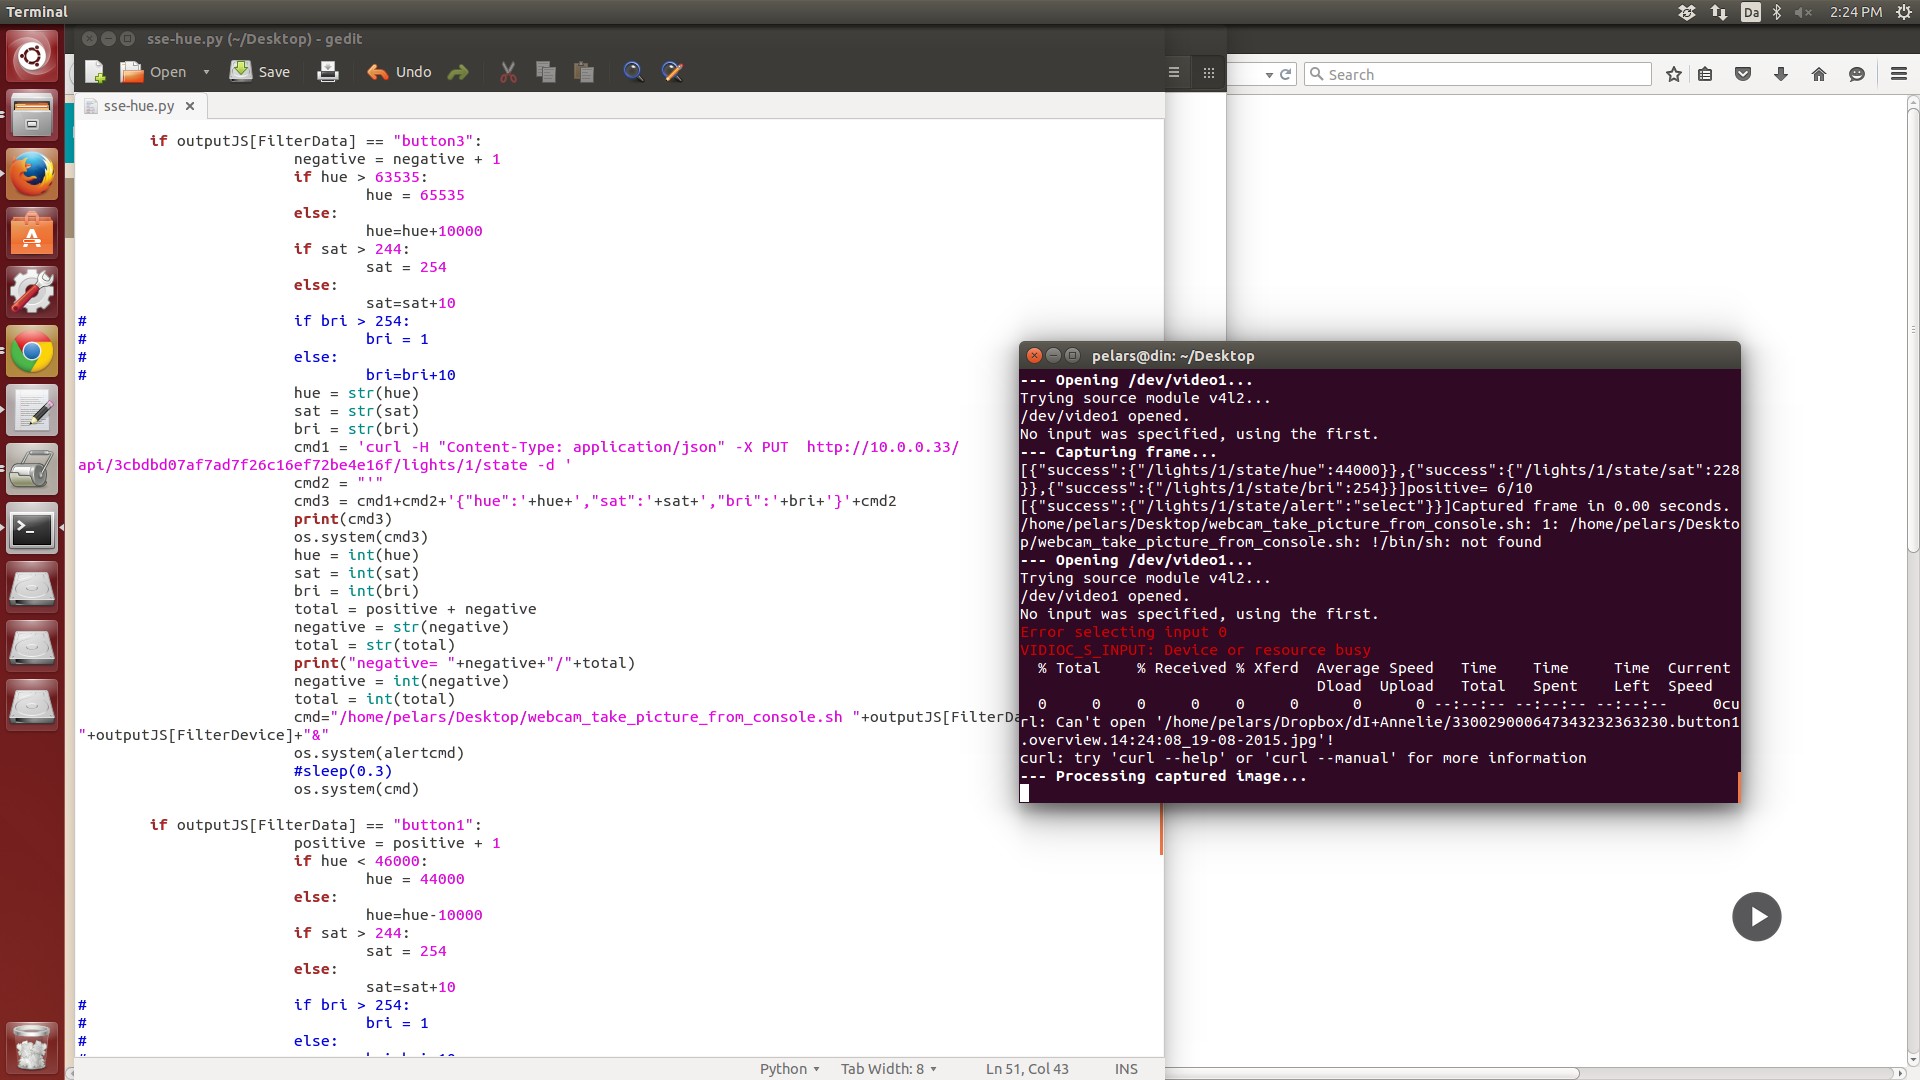 Terminal
Da
2:24 PM
sse-hue.py (~/Desktop) - gedit
Open
Save
Undo
Search
sse-hue.py
if outputJS[FilterData] == "button3":
negative = negative + 1
if hue > 63535:
hue = 65535
else:
hue=hue+10000
if sat > 244:
sat = 254
else:
sat=sat+10
# if bri > 254:
# bri = 1
# else:
# bri=bri+10
hue = str(hue)
sat = str(sat)
bri = str(bri)
cmd1 = 'curl -H "Content-Type: application/json" -X PUT  http://10.0.0.33/
api/3cbdbd07af7ad7f26c16ef72be4e16f/lights/1/state -d '
cmd2 = "'"
cmd3 = cmd1+cmd2+'{"hue":'+hue+',"sat":'+sat+',"bri":'+bri+'}'+cmd2
print(cmd3)
os.system(cmd3)
hue = int(hue)
sat = int(sat)
bri = int(bri)
total = positive + negative
negative = str(negative)
total = str(total)
print("negative= "+negative+"/"+total)
negative = int(negative)
total = int(total)
cmd="/home/pelars/Desktop/webcam_take_picture_from_console.sh "+outputJS[FilterDa
"+outputJS[FilterDevice]+"&"
os.system(alertcmd)
#sleep(0.3)
os.system(cmd)
if outputJS[FilterData] == "button1":
positive = positive + 1
if hue < 46000:
hue = 44000
else:
hue=hue-10000
if sat > 244:
sat = 254
else:
sat=sat+10
# if bri > 254:
# bri = 1
# else:
Python
Tab Width: 8
Ln 51, Col 43
INS
pelars@din: ~/Desktop
--- Opening /dev/video1...
Trying source module v4l2...
/dev/video1 opened.
No input was specified, using the first.
--- Capturing frame...
[{"success":{"/lights/1/state/hue":44000}},{"success":{"/lights/1/state/sat":228
}},{"success":{"/lights/1/state/bri":254}}]positive= 6/10
[{"success":{"/lights/1/state/alert":"select"}}]Captured frame in 0.00 seconds.
/home/pelars/Desktop/webcam_take_picture_from_console.sh: 1: /home/pelars/Deskto
p/webcam_take_picture_from_console.sh: !/bin/sh: not found
--- Opening /dev/video1...
Trying source module v4l2...
/dev/video1 opened.
No input was specified, using the first.
Error selecting input 0
VIDIOC_S_INPUT: Device or resource busy
% Total    % Received % Xferd  Average Speed   Time    Time     Time  Current
Dload  Upload   Total   Spent    Left  Speed
0     0    0     0    0     0      0      0 --:--:-- --:--:-- --:--:--     0cu
rl: Can't open '/home/pelars/Dropbox/dI+Annelie/330029000647343232363230.button1
.overview.14:24:08_19-08-2015.jpg'!
curl: try 'curl --help' or 'curl --manual' for more information
--- Processing captured image...